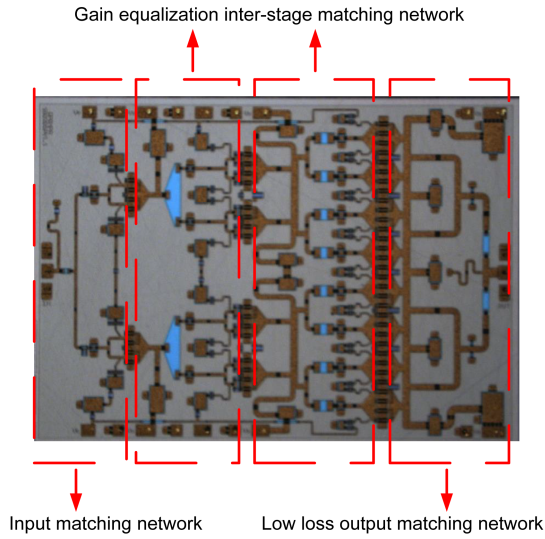 Gain equalization inter-stage matching network
Input matching network
Low loss output matching network